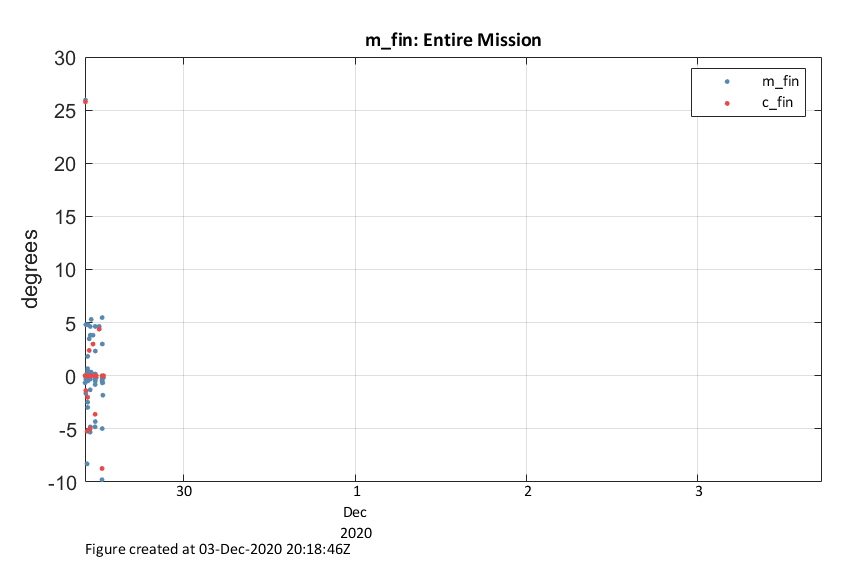 m_fin: Entire Mission
30
25
20
15
10
5
0
-5
-10
degrees
m_fin
c_fin
30 1 2 3
Dec
2020
Figure created at 03-Dec-2020 20:18:46Z